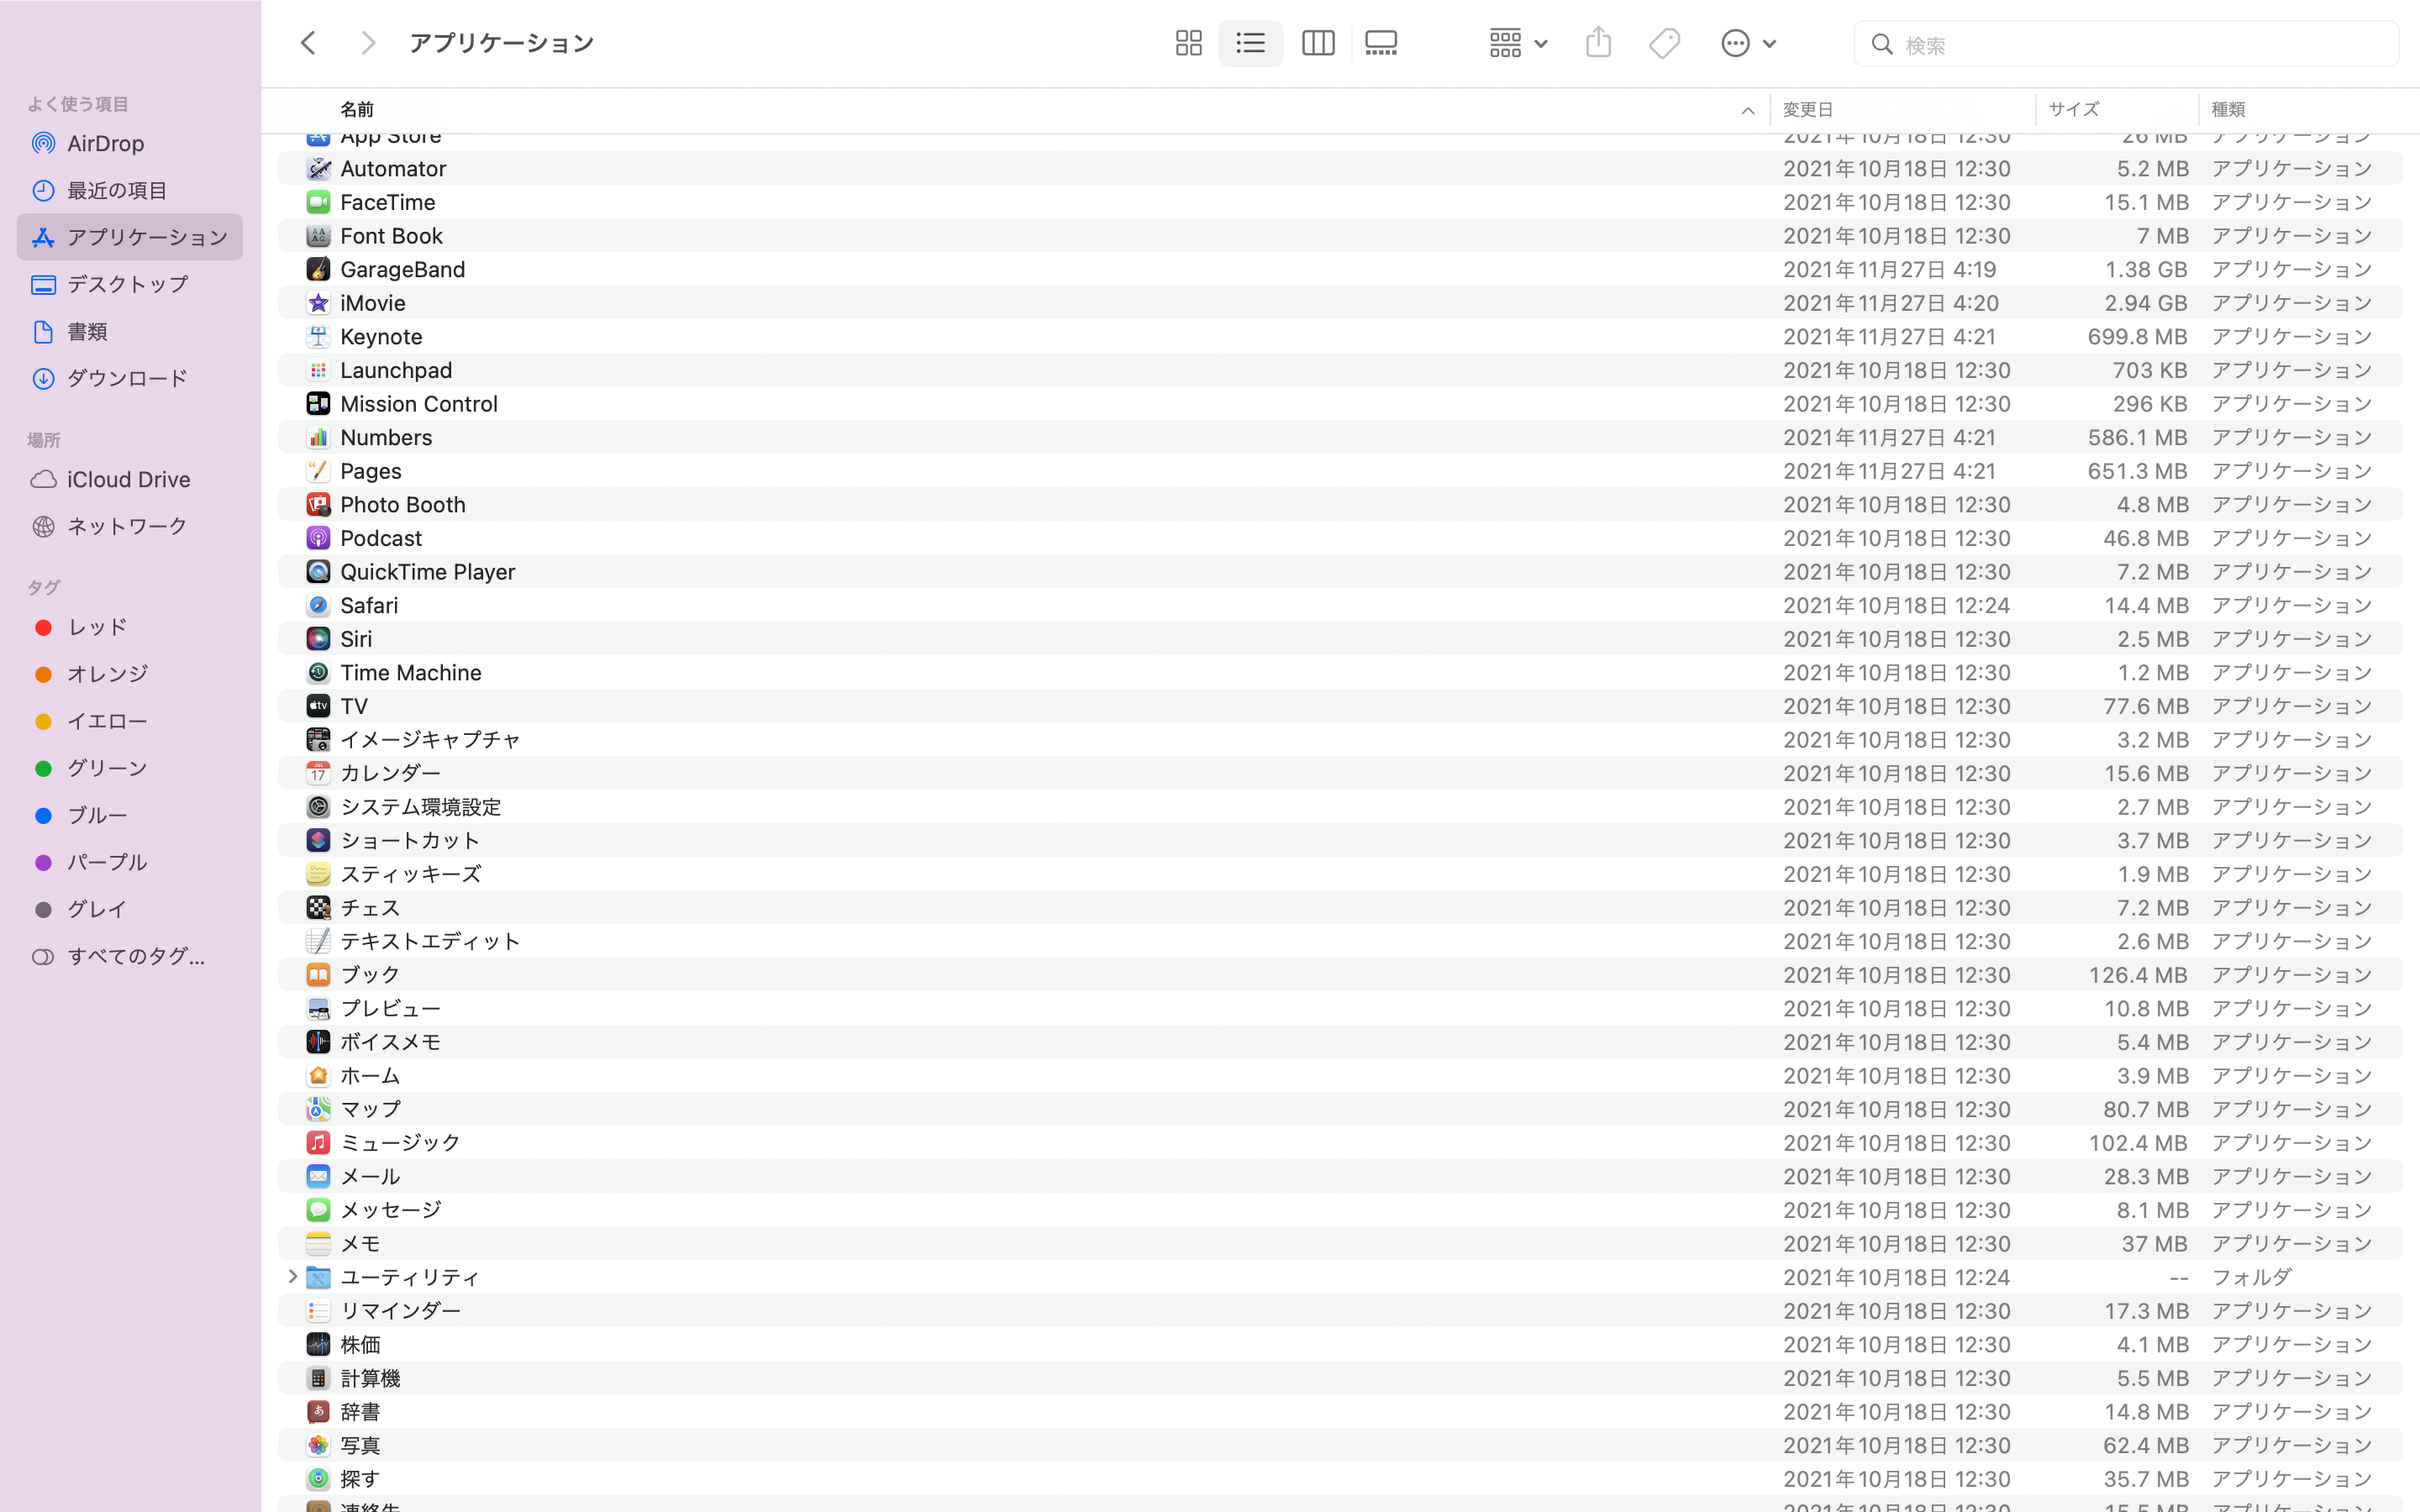 アプリケーション
検索
よく使う項目
AirDrop
最近の項目
アプリケーション
デスクトップ
書類
ダウンロード
場所
iCloud Drive
ネットワーク
タグ
レッド
オレンジ
イエロー
グリーン
ブルー
パープル
グレイ
すべてのタグ...
名前 変更日 サイズ 種類
App Store 2021年10月18日 12:30 26 MB アプリケーション
Automator 2021年10月18日 12:30 5.2 MB アプリケーション
FaceTime 2021年10月18日 12:30 15.1 MB アプリケーション
Font Book 2021年10月18日 12:30 7 MB アプリケーション
GarageBand 2021年11月27日 4:19 1.38 GB アプリケーション
iMovie 2021年11月27日 4:20 2.94 GB アプリケーション
Keynote 2021年11月27日 4:21 699.8 MB アプリケーション
Launchpad 2021年10月18日 12:30 703 KB アプリケーション
Mission Control 2021年10月18日 12:30 296 KB アプリケーション
Numbers 2021年11月27日 4:21 586.1 MB アプリケーション
Pages 2021年11月27日 4:21 651.3 MB アプリケーション
Photo Booth 2021年10月18日 12:30 4.8 MB アプリケーション
Podcast 2021年10月18日 12:30 46.8 MB アプリケーション
QuickTime Player 2021年10月18日 12:30 7.2 MB アプリケーション
Safari 2021年10月18日 12:24 14.4 MB アプリケーション
Siri 2021年10月18日 12:30 2.5 MB アプリケーション
Time Machine 2021年10月18日 12:30 1.2 MB アプリケーション
TV 2021年10月18日 12:30 77.6 MB アプリケーション
イメージキャプチャ 2021年10月18日 12:30 3.2 MB アプリケーション
カレンダー 2021年10月18日 12:30 15.6 MB アプリケーション
システム環境設定 2021年10月18日 12:30 2.7 MB アプリケーション
ショートカット 2021年10月18日 12:30 3.7 MB アプリケーション
スティッキーズ 2021年10月18日 12:30 1.9 MB アプリケーション
チェス 2021年10月18日 12:30 7.2 MB アプリケーション
テキストエディット 2021年10月18日 12:30 2.6 MB アプリケーション
ブック 2021年10月18日 12:30 126.4 MB アプリケーション
プレビュー 2021年10月18日 12:30 10.8 MB アプリケーション
ボイスメモ 2021年10月18日 12:30 5.4 MB アプリケーション
ホーム 2021年10月18日 12:30 3.9 MB アプリケーション
マップ 2021年10月18日 12:30 80.7 MB アプリケーション
ミュージック 2021年10月18日 12:30 102.4 MB アプリケーション
メール 2021年10月18日 12:30 28.3 MB アプリケーション
メッセージ 2021年10月18日 12:30 8.1 MB アプリケーション
メモ 2021年10月18日 12:30 37 MB アプリケーション
ユーティリティ 2021年10月18日 12:24 -- フォルダ
リマインダー 2021年10月18日 12:30 17.3 MB アプリケーション
株価 2021年10月18日 12:30 4.1 MB アプリケーション
計算機 2021年10月18日 12:30 5.5 MB アプリケーション
辞書 2021年10月18日 12:30 14.8 MB アプリケーション
写真 2021年10月18日 12:30 62.4 MB アプリケーション
探す 2021年10月18日 12:30 35.7 MB アプリケーション
連絡先 2021年10月18日 12:30 15.5 MB アプリケーション